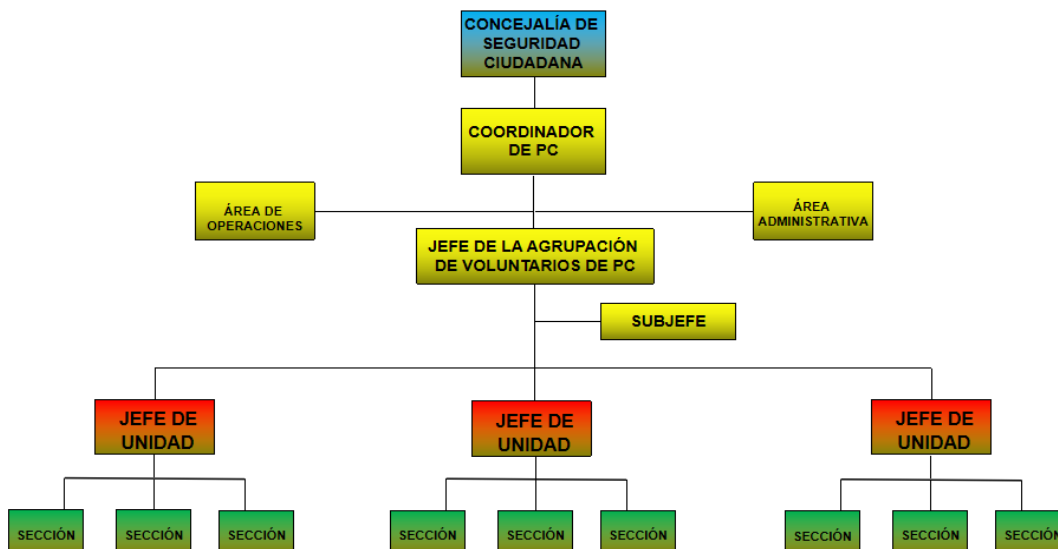 CONCEJALÍA DE
SEGURIDAD
CIUDADANA
COORDINADOR
DE PC
ÁREA DE
OPERACIONES
ÁREA
ADMINISTRATIVA
JEFE DE LA AGRUPACIÓN
DE VOLUNTARIOS DE PC
SUBJEFE
JEFE DE
UNIDAD
JEFE DE
UNIDAD
JEFE DE
UNIDAD
SECCIÓN
SECCIÓN
SECCIÓN
SECCIÓN
SECCIÓN
SECCIÓN
SECCIÓN
SECCIÓN
SECCIÓN